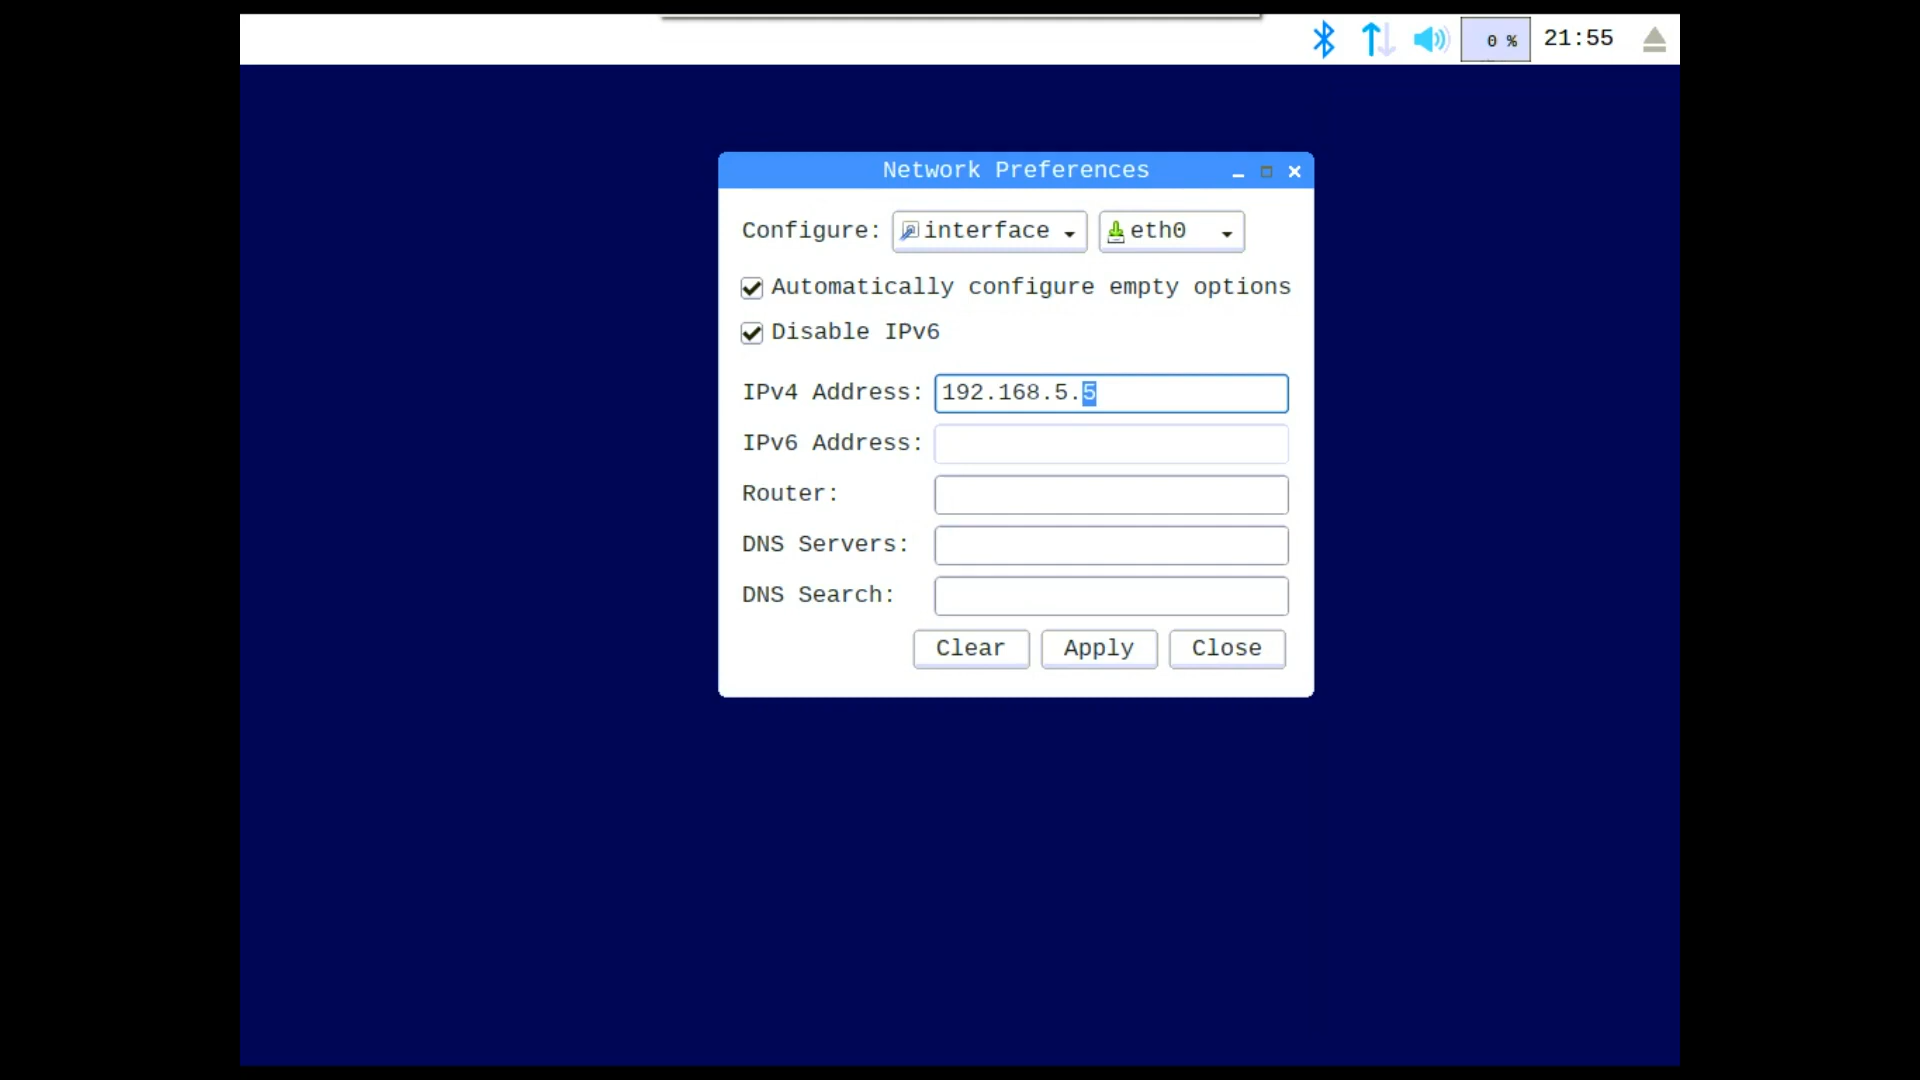 0 % 21:55
Network Preferences
Configure: interface eth0
Automatically configure empty options
Disable IPv6
IPv4 Address: 192.168.5.5
IPv6 Address:
Router:
DNS Servers:
DNS Search:
Clear Apply Close